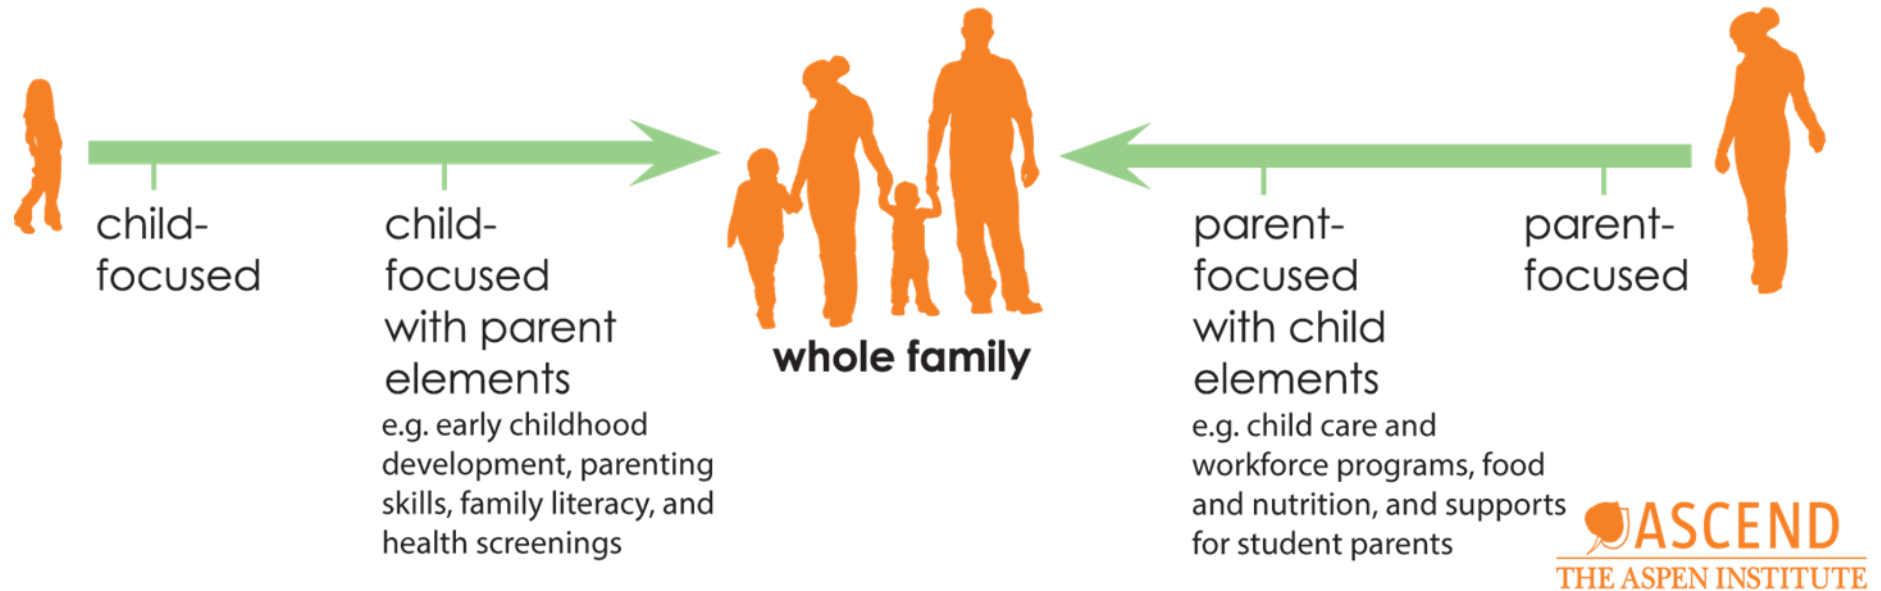 child-
focused
child-
focused
with parent
elements
e.g. early childhood
development, parenting
skills, family literacy, and
health screenings
whole family
parent-
focused
with child
elements
e.g. child care and
workforce programs, food
and nutrition, and supports
for student parents
parent-
focused
ASCEND
THE ASPEN INSTITUTE